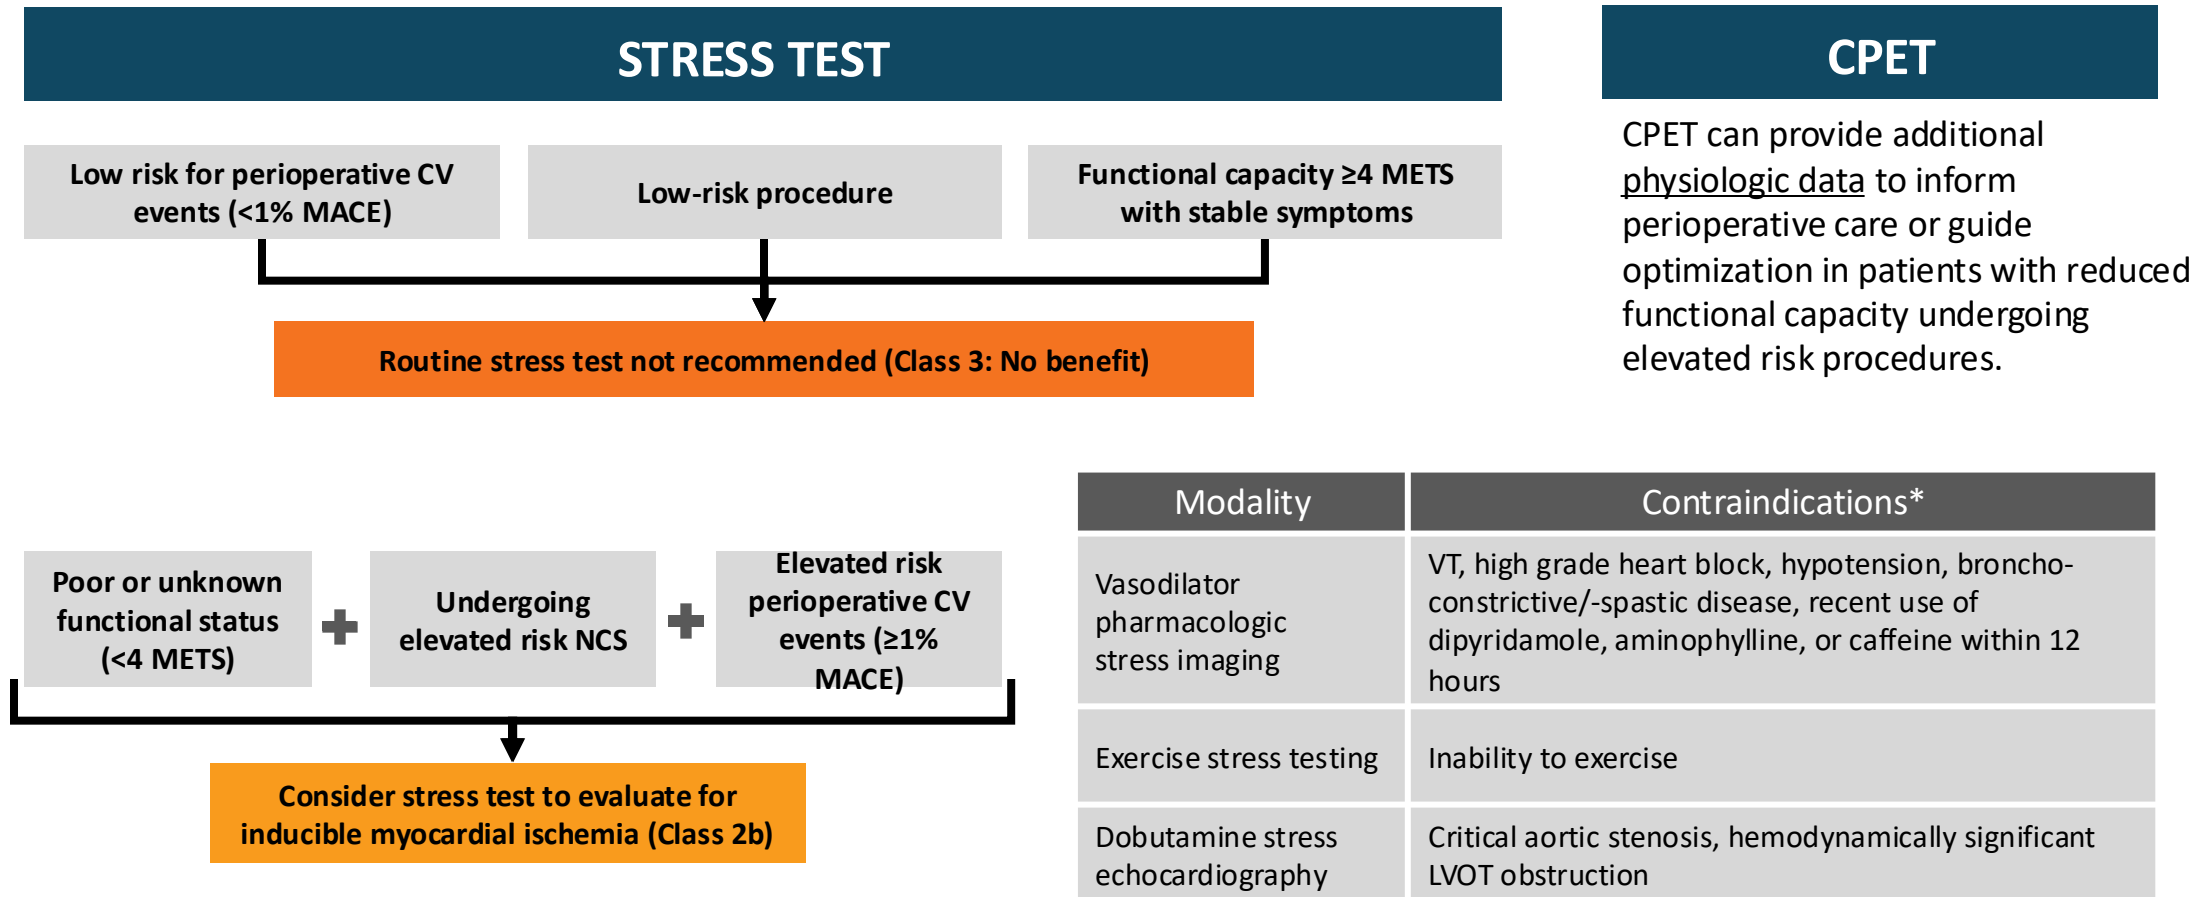 STRESS TEST
Low risk for perioperative CV
events (<1% MACE)
Low-risk procedure
Functional capacity ≥4 METS
with stable symptoms
Routine stress test not recommended (Class 3: No benefit)
CPET
CPET can provide additional
physiologic data to inform
perioperative care or guide
optimization in patients with reduced
functional capacity undergoing
elevated risk procedures.
Poor or unknown
functional status
(<4 METS)
Undergoing
elevated risk NCS
Elevated risk
perioperative CV
events (≥1%
MACE)
Consider stress test to evaluate for
inducible myocardial ischemia (Class 2b)
Modality
Contraindications*
Vasodilator
pharmacologic
stress imaging
VT, high grade heart block, hypotension, broncho-
constrictive/-spastic disease, recent use of
dipyridamole, aminophylline, or caffeine within 12
hours
Exercise stress testing
Inability to exercise
Dobutamine stress
echocardiography
Critical aortic stenosis, hemodynamically significant
LVOT obstruction